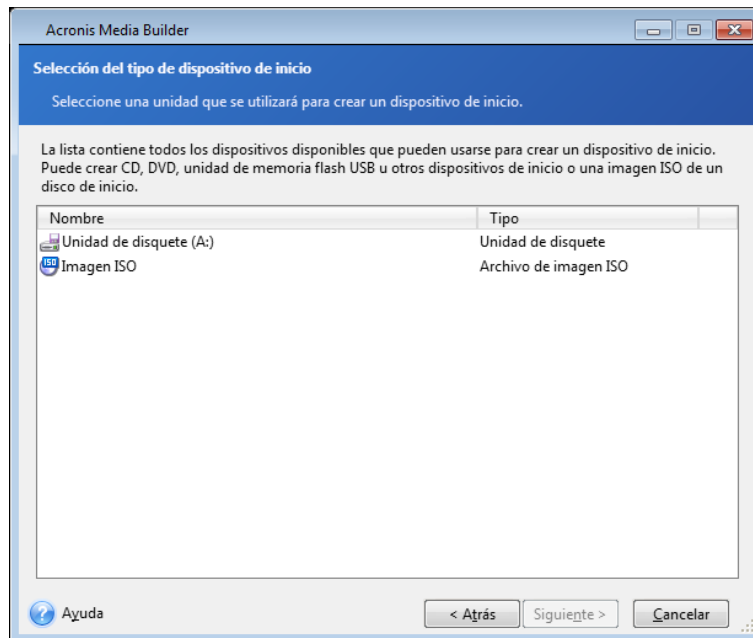 Acronis Media Builder
Selección del tipo de dispositivo de inicio
Seleccione una unidad que se utilizará para crear un dispositivo de inicio.
La lista contiene todos los dispositivos disponibles que pueden usarse para crear un dispositivo de inicio.
Puede crear CD, DVD, unidad de memoria flash USB u otros dispositivos de inicio o una imagen ISO de un
disco de inicio.
Nombre Tipo
Unidad de disquete (A:) Unidad de disquete
ISO Imagen ISO Archivo de imagen ISO
? Ayuda < Atrás Siguiente > Cancelar